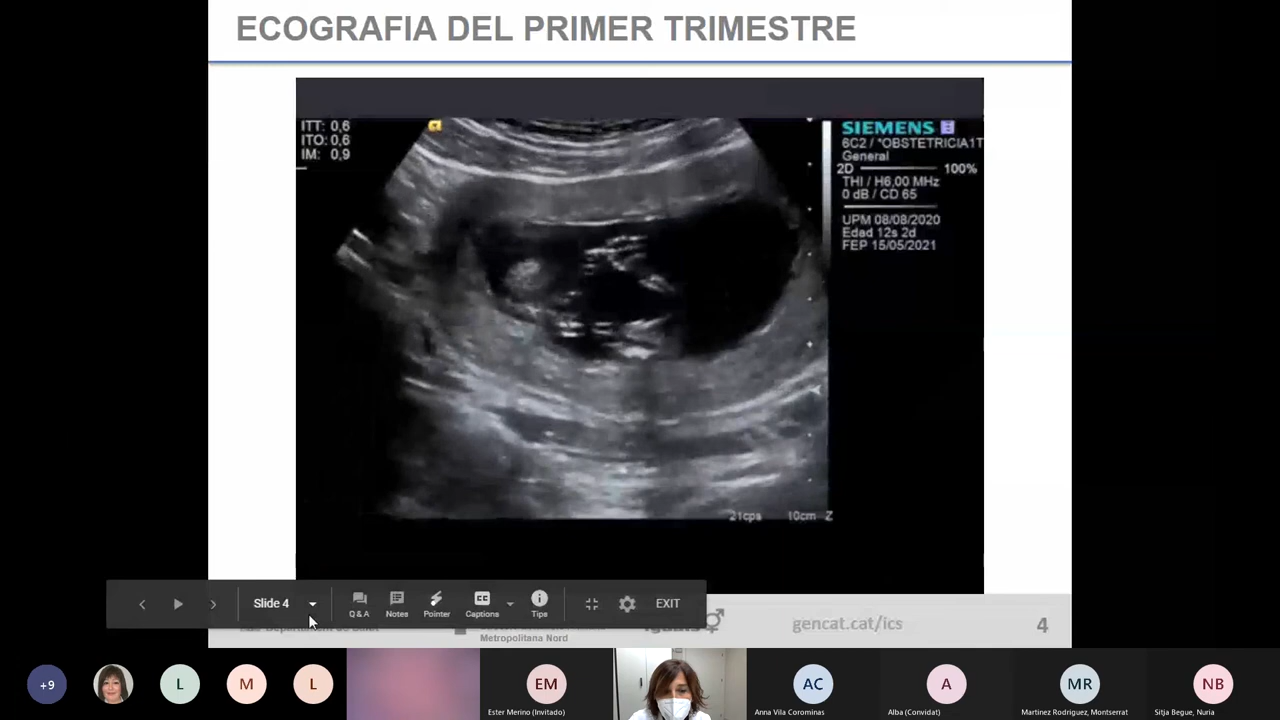 ECOGRAFIA DEL PRIMER TRIMESTRE
ITT: 0,6
ITO: 0,6
IM: 0,9
SIEMENS
6C2 / *OBSTETRICIA1T
General
2D 100%
THI / H6,00 MHz
0 dB / CD 65
UPM 08/08/2020
Edad 12s 2d
FEP 15/05/2021
21cps 10cm Z
Slide 4
Q & A
Notes
Pointer
CC
Captions
Tips
EXIT
Metropolitana Nord
gencat.cat/ics
4
+9
L
M
L
EM
Ester Merino (Invitado)
AC
Anna Vila Corominas
A
Alba (Convidat)
MR
Martinez Rodriguez, Montserrat
NB
Sitja Begue, Nuria